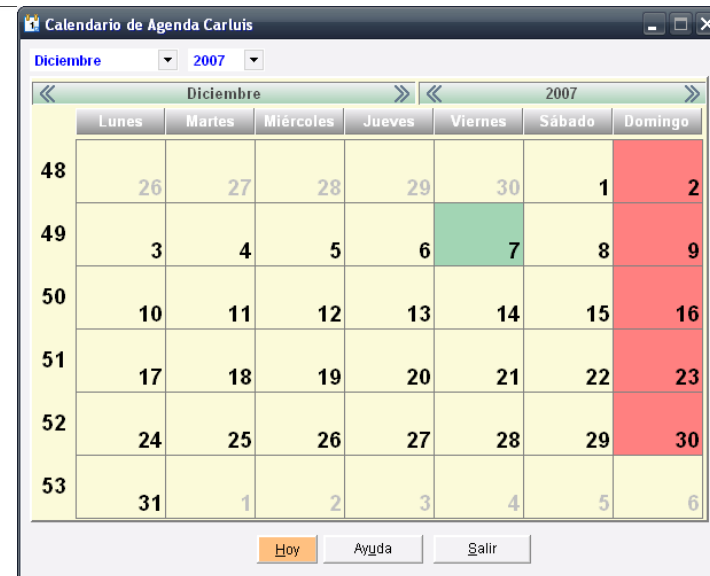 Calendario de Agenda Carluis
Diciembre 2007
Diciembre 2007
Lunes Martes Miércoles Jueves Viernes Sábado Domingo
48 26 27 28 29 30 1 2
49 3 4 5 6 7 8 9
50 10 11 12 13 14 15 16
51 17 18 19 20 21 22 23
52 24 25 26 27 28 29 30
53 31 1 2 3 4 5 6
Hoy Ayuda Salir